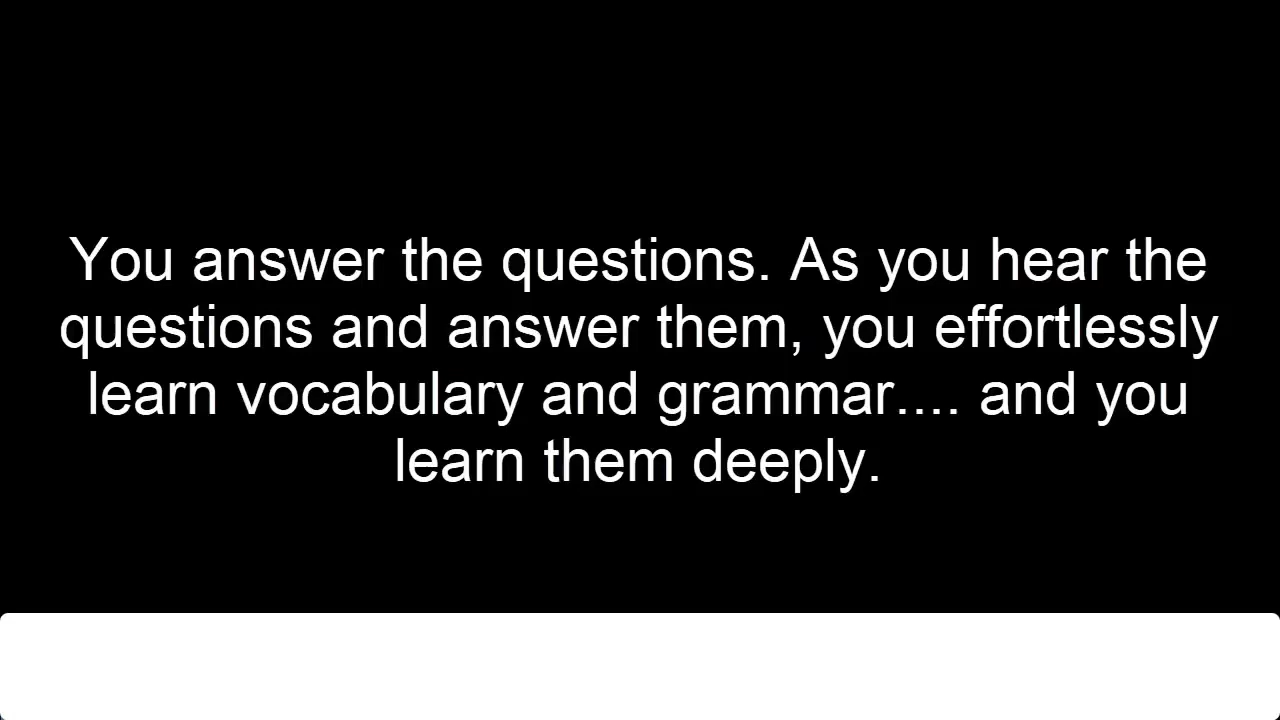 You answer the questions. As you hear the
questions and answer them, you effortlessly
learn vocabulary and grammar.... and you
learn them deeply.